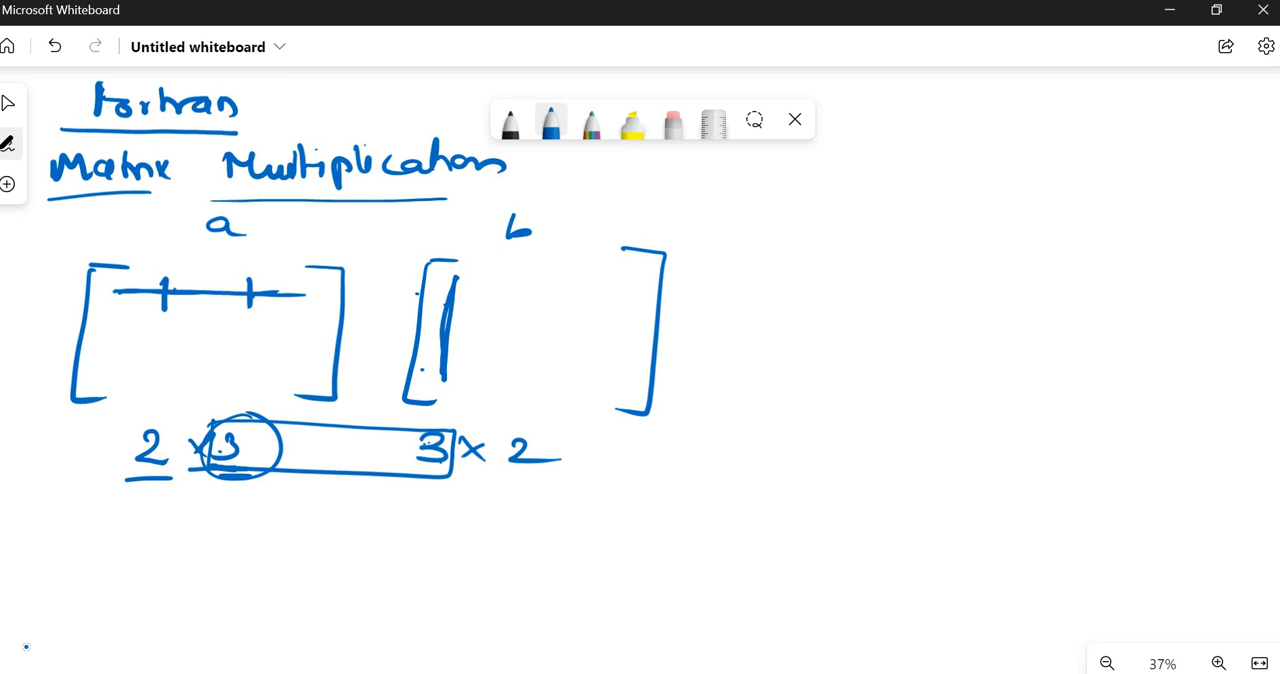 Microsoft Whiteboard
Untitled whiteboard
Fortran
Matrix Multiplication
a b
2 x 3 3 x 2
37%